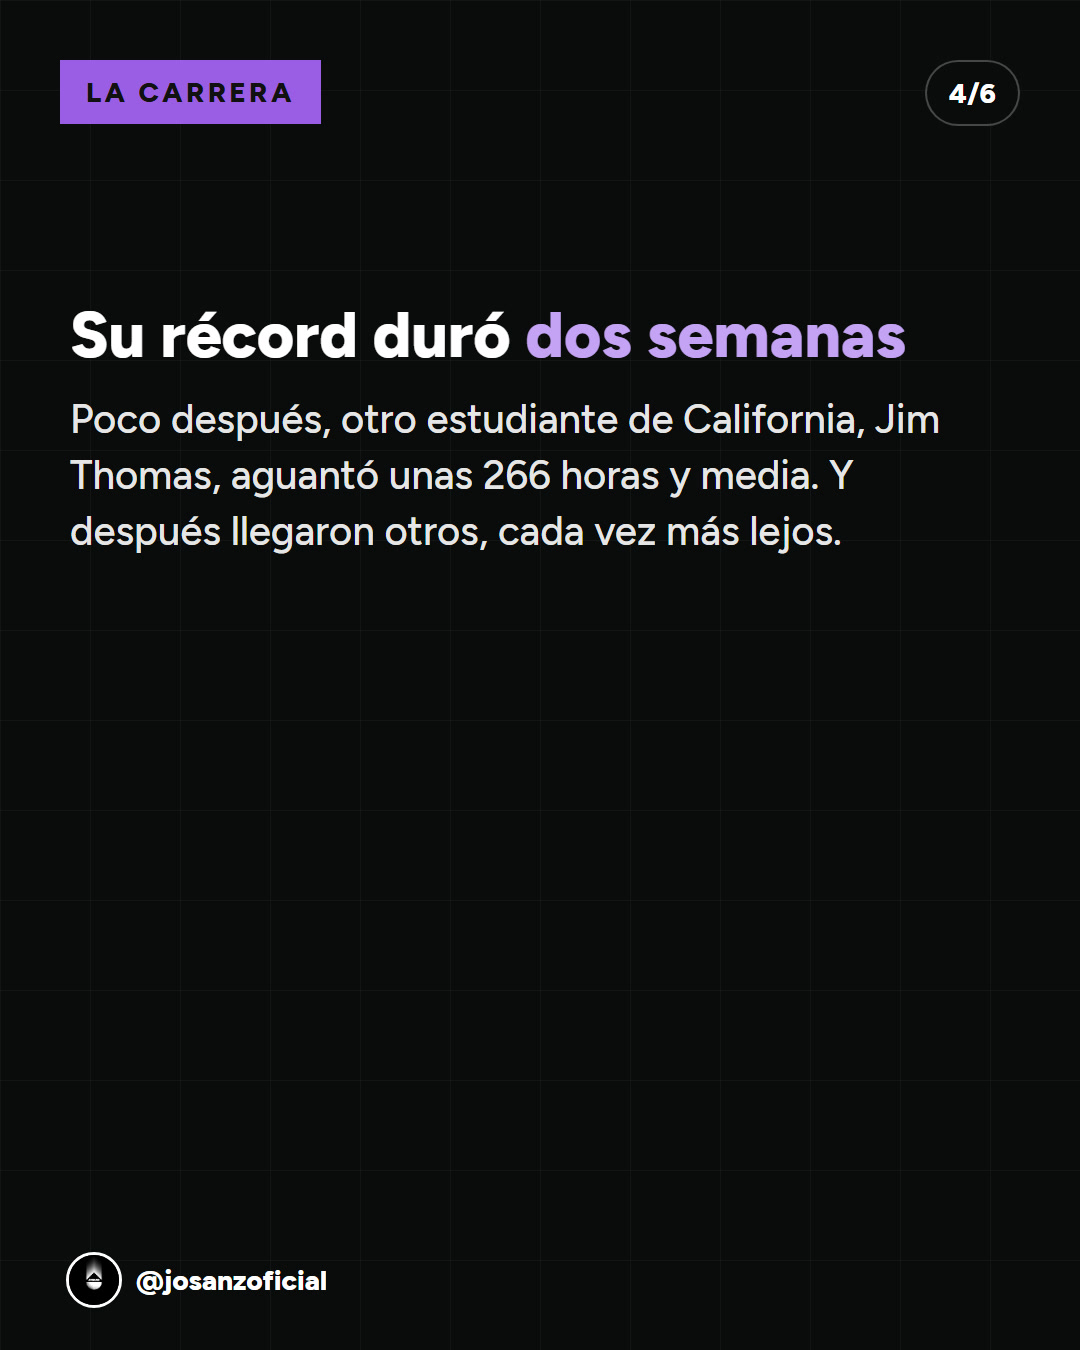 LA CARRERA
4/6
Su récord duró dos semanas
Poco después, otro estudiante de California, Jim
Thomas, aguantó unas 266 horas y media. Y
después llegaron otros, cada vez más lejos.
@josanzoficial